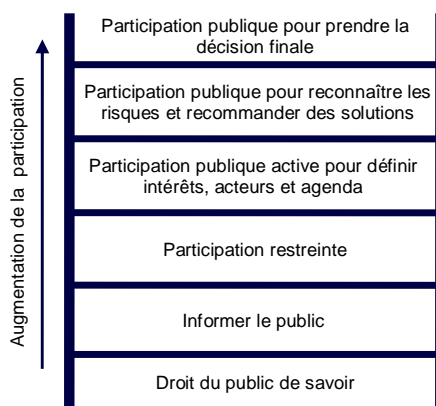 Augmentation de la participation
Participation publique pour prendre la
décision finale
Participation publique pour reconnaître les
risques et recommander des solutions
Participation publique active pour définir
intérêts, acteurs et agenda
Participation restreinte
Informer le public
Droit du public de savoir